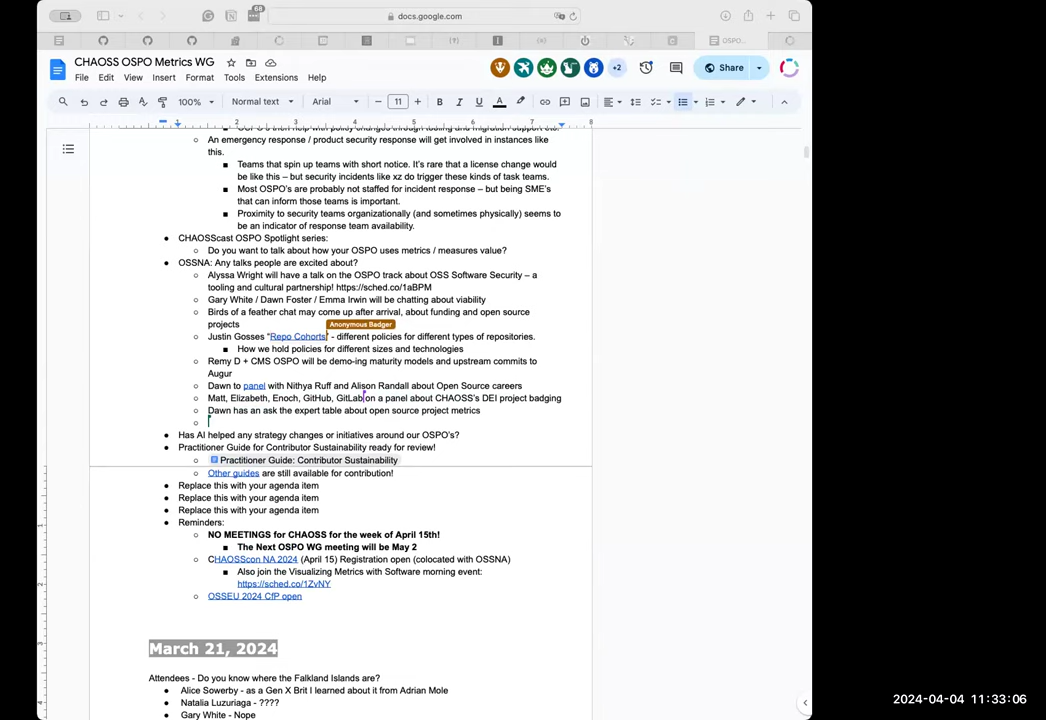 68
docs.google.com
OSPO...
CHAOSS OSPO Metrics WG
File Edit View Insert Format Tools Extensions Help
+2
Share
100% Normal text Arial 11
2 3 4 5 6 7 8
An emergency response / product security response will get involved in instances like
this.
Teams that spin up teams with short notice. It's rare that a license change would
be like this – but security incidents like xz do trigger these kinds of task teams.
Most OSPO's are probably not staffed for incident response – but being SME's
that can inform those teams is important.
Proximity to security teams organizationally (and sometimes physically) seems to
be an indicator of response team availability.
CHAOSScast OSPO Spotlight series:
Do you want to talk about how your OSPO uses metrics / measures value?
OSSNA: Any talks people are excited about?
Alyssa Wright will have a talk on the OSPO track about OSS Software Security – a
tooling and cultural partnership! https://sched.co/1aBPM
Gary White / Dawn Foster / Emma Irwin will be chatting about viability
Birds of a feather chat may come up after arrival, about funding and open source
projects
Anonymous Badger
Justin Gosses "Repo Cohorts" - different policies for different types of repositories.
How we hold policies for different sizes and technologies
Remy D + CMS OSPO will be demo-ing maturity models and upstream commits to
Augur
Dawn to panel with Nithya Ruff and Alison Randall about Open Source careers
Matt, Elizabeth, Enoch, GitHub, GitLab on a panel about CHAOSS's DEI project badging
Dawn has an ask the expert table about open source project metrics
Has AI helped any strategy changes or initiatives around our OSPO's?
Practitioner Guide for Contributor Sustainability ready for review!
Practitioner Guide: Contributor Sustainability
Other guides are still available for contribution!
Replace this with your agenda item
Replace this with your agenda item
Replace this with your agenda item
Reminders:
NO MEETINGS for CHAOSS for the week of April 15th!
The Next OSPO WG meeting will be May 2
CHAOSScon NA 2024 (April 15) Registration open (colocated with OSSNA)
Also join the Visualizing Metrics with Software morning event:
https://sched.co/1ZvNY
OSSEU 2024 CfP open
March 21, 2024
Attendees - Do you know where the Falkland Islands are?
Alice Sowerby - as a Gen X Brit I learned about it from Adrian Mole
Natalia Luzuriaga - ????
Gary White - Nope
2024-04-04 11:33:06